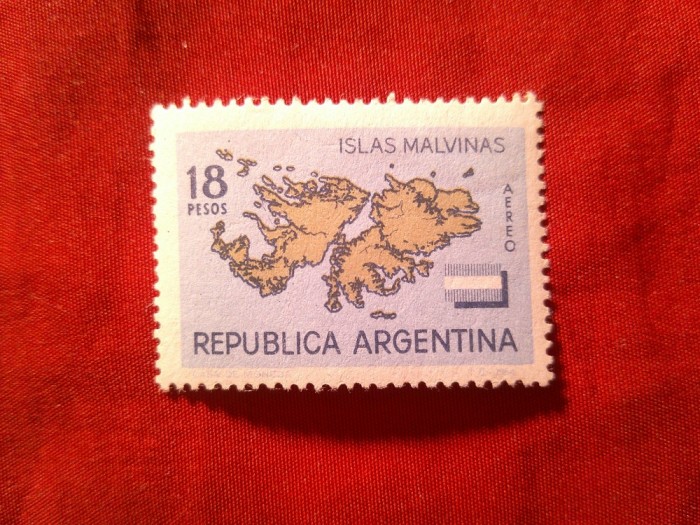 ISLAS MALVINAS
18
PESOS
AEREO
REPUBLICA ARGENTINA